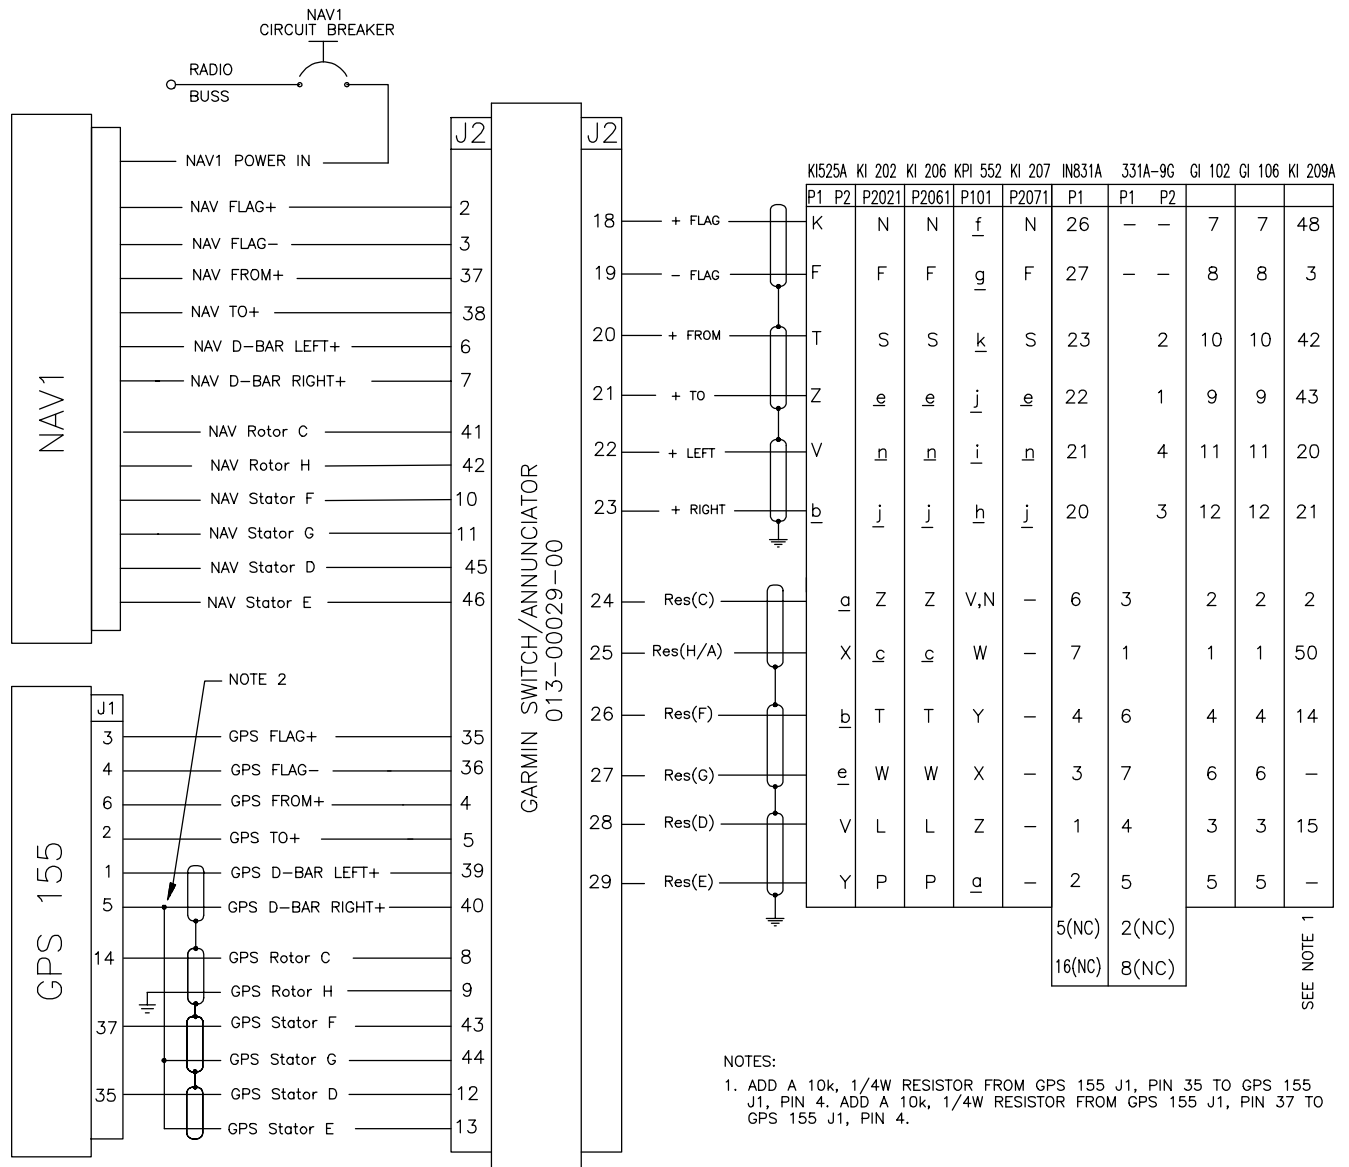 NAV1
CIRCUIT BREAKER
RADIO
BUSS
NAV1
NAV1 POWER IN
J2
NAV FLAG+ 2
NAV FLAG- 3
NAV FROM+ 37
NAV TO+ 38
NAV D-BAR LEFT+ 6
NAV D-BAR RIGHT+ 7
NAV Rotor C 41
NAV Rotor H 42
NAV Stator F 10
NAV Stator G 11
NAV Stator D 45
NAV Stator E 46
GPS 155
J1
NOTE 2
3 GPS FLAG+ 35
4 GPS FLAG- 36
6 GPS FROM+ 4
2 GPS TO+ 5
1 GPS D-BAR LEFT+ 39
5 GPS D-BAR RIGHT+ 40
14 GPS Rotor C 8
GPS Rotor H 9
37 GPS Stator F 43
GPS Stator G 44
35 GPS Stator D 12
GPS Stator E 13
GARMIN SWITCH/ANNUNCIATOR
013-00029-00
J2
KI525A KI 202 KI 206 KPI 552 KI 207 IN831A 331A-9G GI 102 GI 106 KI 209A
P1 P2 P2021 P2061 P101 P2071 P1 P1 P2
18 + FLAG K N N f N 26 - - 7 7 48
19 - FLAG F F F g F 27 - - 8 8 3
20 + FROM T S S k S 23 2 10 10 42
21 + TO Z e e j e 22 1 9 9 43
22 + LEFT V n n i n 21 4 11 11 20
23 + RIGHT b j j h j 20 3 12 12 21
24 Res(C) a Z Z V,N - 6 3 2 2 2
25 Res(H/A) X c c W - 7 1 1 1 50
26 Res(F) b T T Y - 4 6 4 4 14
27 Res(G) e W W X - 3 7 6 6 -
28 Res(D) V L L Z - 1 4 3 3 15
29 Res(E) Y P P a - 2 5 5 5 -
5(NC) 2(NC)
16(NC) 8(NC)
SEE NOTE 1
NOTES:
1. ADD A 10k, 1/4W RESISTOR FROM GPS 155 J1, PIN 35 TO GPS 155
J1, PIN 4. ADD A 10k, 1/4W RESISTOR FROM GPS 155 J1, PIN 37 TO
GPS 155 J1, PIN 4.